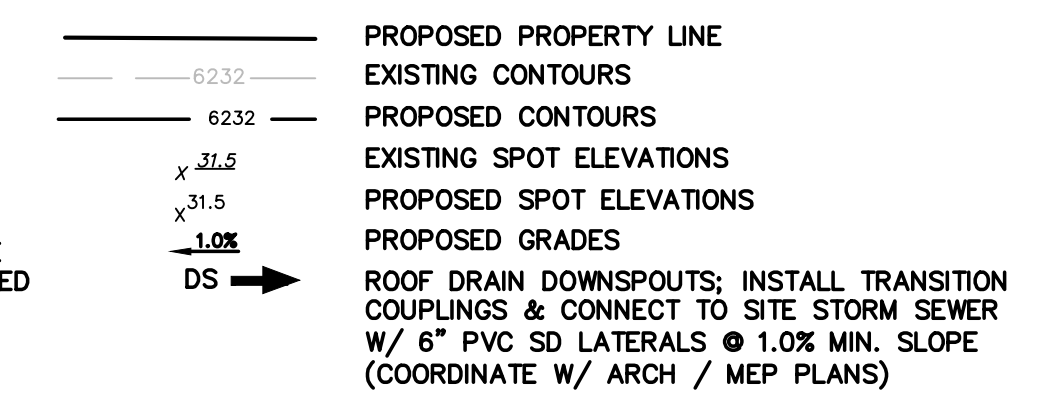 PROPOSED PROPERTY LINE
6232 EXISTING CONTOURS
6232 PROPOSED CONTOURS
X 31.5 EXISTING SPOT ELEVATIONS
X 31.5 PROPOSED SPOT ELEVATIONS
1.0% PROPOSED GRADES
ED DS ROOF DRAIN DOWNSPOUTS; INSTALL TRANSITION
COUPLINGS & CONNECT TO SITE STORM SEWER
W/ 6" PVC SD LATERALS @ 1.0% MIN. SLOPE
(COORDINATE W/ ARCH / MEP PLANS)